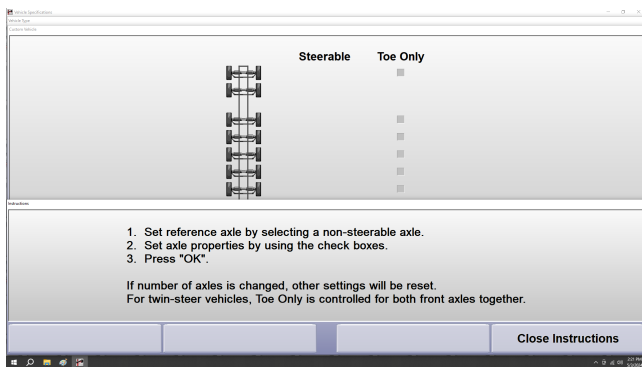 Vehicle Specifications
Vehicle Type
Custom Vehicle
Steerable Toe Only
Instructions
1. Set reference axle by selecting a non-steerable axle.
2. Set axle properties by using the check boxes.
3. Press "OK".
If number of axles is changed, other settings will be reset.
For twin-steer vehicles, Toe Only is controlled for both front axles together.
Close Instructions
2:21 PM